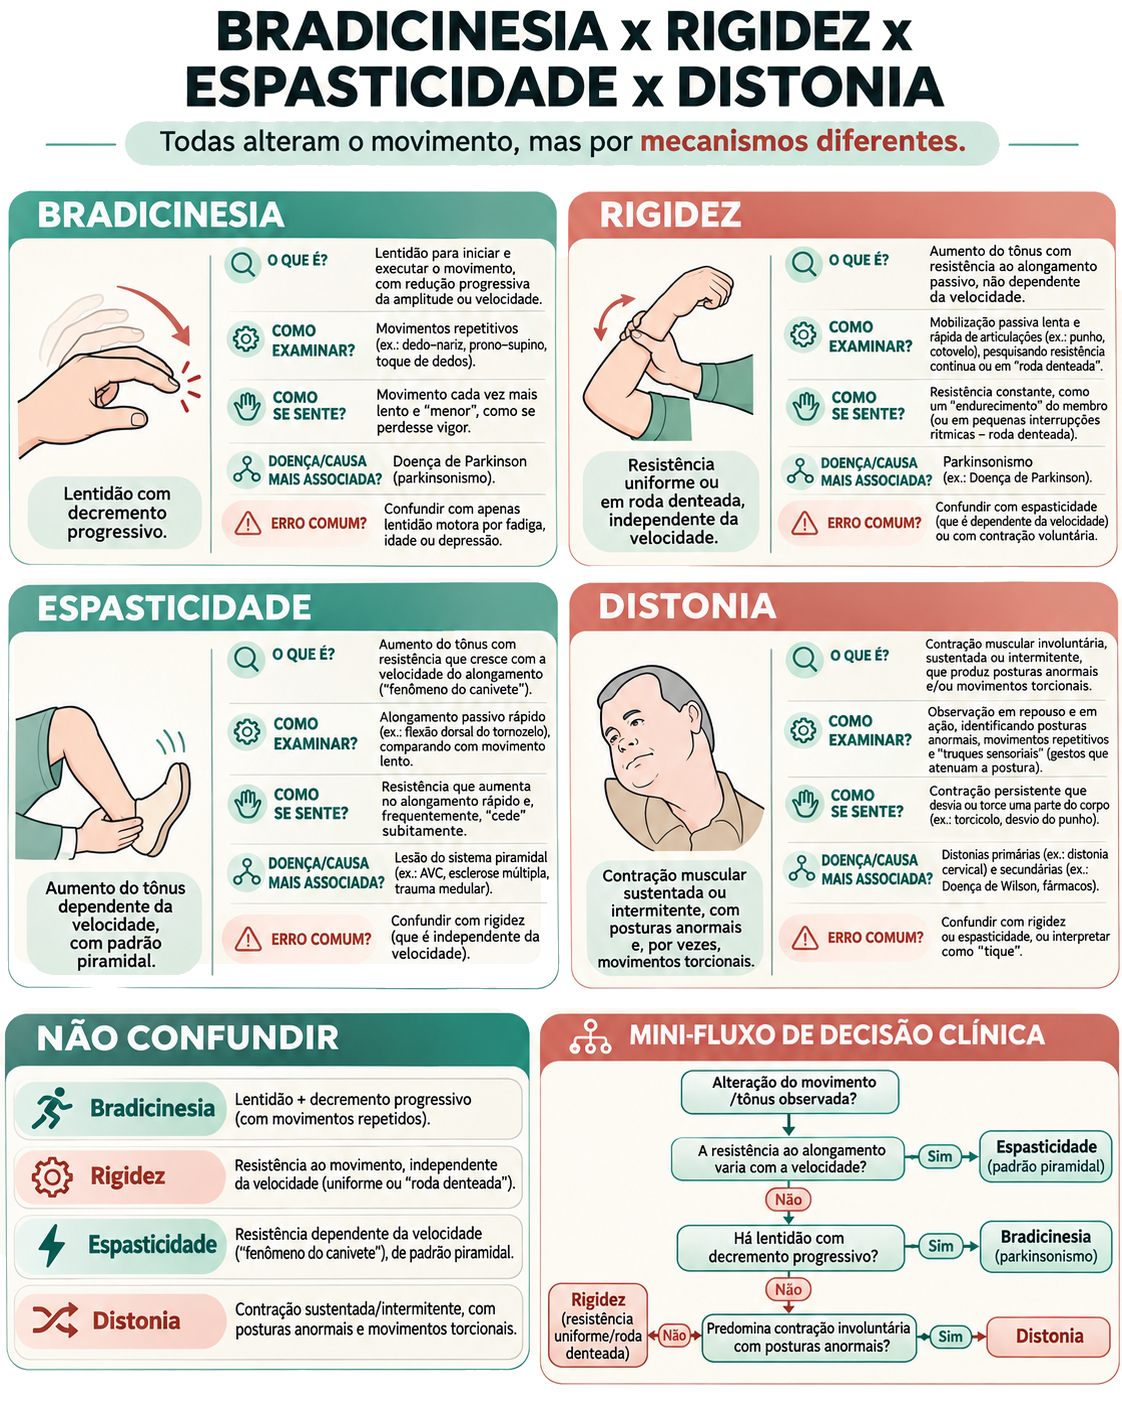 BRADICINESIA x RIGIDEZ x
ESPASTICIDADE x DISTONIA
Todas alteram o movimento, mas por mecanismos diferentes.
BRADICINESIA
O QUE É?
Lentidão para iniciar e
executar o movimento,
com redução progressiva
da amplitude ou velocidade.
COMO
EXAMINAR?
Movimentos repetitivos
(ex.: dedo–nariz, prono–supino,
toque de dedos).
COMO
SE SENTE?
Movimento cada vez mais
lento e “menor”, como se
perdesse vigor.
DOENÇA/CAUSA
MAIS ASSOCIADA?
Doença de Parkinson
(parkinsonismo).
ERRO COMUM?
Confundir com apenas
lentidão motora por fadiga,
idade ou depressão.
Lentidão com
decremento
progressivo.
RIGIDEZ
O QUE É?
Aumento do tônus com
resistência ao alongamento
passivo, não dependente
da velocidade.
COMO
EXAMINAR?
Mobilização passiva lenta e
rápida de articulações (ex.: punho,
cotovelo), pesquisando resistência
continua ou em “roda denteada”.
COMO
SE SENTE?
Resistência constante, como
um “endurecimento” do membro
(ou em pequenas interrupções
ritmicas – roda denteada).
DOENÇA/CAUSA
MAIS ASSOCIADA?
Parkinsonismo
(ex.: Doença de Parkinson).
ERRO COMUM?
Confundir com espasticidade
(que é dependente da velocidade)
ou com contração voluntária.
Resistência
uniforme ou
em roda denteada,
independente da
velocidade.
ESPASTICIDADE
O QUE É?
Aumento do tônus com
resistência que cresce com a
velocidade do alongamento
(“fenômeno do canivete”).
COMO
EXAMINAR?
Alongamento passivo rápido
(ex.: flexão dorsal do tornozelo),
comparando com movimento
lento.
COMO
SE SENTE?
Resistência que aumenta
no alongamento rápido e,
frequentemente, “cede”
subitamente.
DOENÇA/CAUSA
MAIS ASSOCIADA?
Lesão do sistema piramidal
(ex.: AVC, esclerose múltipla,
trauma medular).
ERRO COMUM?
Confundir com rigidez
(que é independente da
velocidade).
Aumento do tônus
dependente da
velocidade,
com padrão
piramidal.
DISTONIA
O QUE É?
Contração muscular involuntária,
sustentada ou intermitente,
que produz posturas anormais
e/ou movimentos torcionais.
COMO
EXAMINAR?
Observação em repouso e em
ação, identificando posturas
anormais, movimentos repetitivos
e “truques sensoriais” (gestos que
atenuam a postura).
COMO
SE SENTE?
Contração persistente que
desvia ou torce uma parte do corpo
(ex.: torcicolo, desvio do punho).
DOENÇA/CAUSA
MAIS ASSOCIADA?
Distonias primárias (ex.: distonia
cervical) e secundárias (ex.:
Doença de Wilson, fármacos).
ERRO COMUM?
Confundir com rigidez
ou espasticidade, ou interpretar
como “tique”.
Contração muscular
sustentada ou
intermitente, com
posturas anormais
e, por vezes,
movimentos torcionais.
NÃO CONFUNDIR
Bradicinesia
Lentidão + decremento progressivo
(com movimentos repetidos).
Rigidez
Resistência ao movimento, independente
da velocidade (uniforme ou “roda denteada”).
Espasticidade
Resistência dependente da velocidade
(“fenômeno do canivete”), de padrão piramidal.
Distonia
Contração sustentada/intermitente, com
posturas anormais e movimentos torcionais.
MINI-FLUXO DE DECISÃO CLÍNICA
Alteração do movimento
/tônus observada?
A resistência ao alongamento
varia com a velocidade?
Sim
Espasticidade
(padrão piramidal)
Não
Há lentidão com
decremento progressivo?
Sim
Bradicinesia
(parkinsonismo)
Não
Predomina contração involuntária
com posturas anormais?
Sim
Distonia
Não
Rigidez
(resistência
uniforme/roda
denteada)